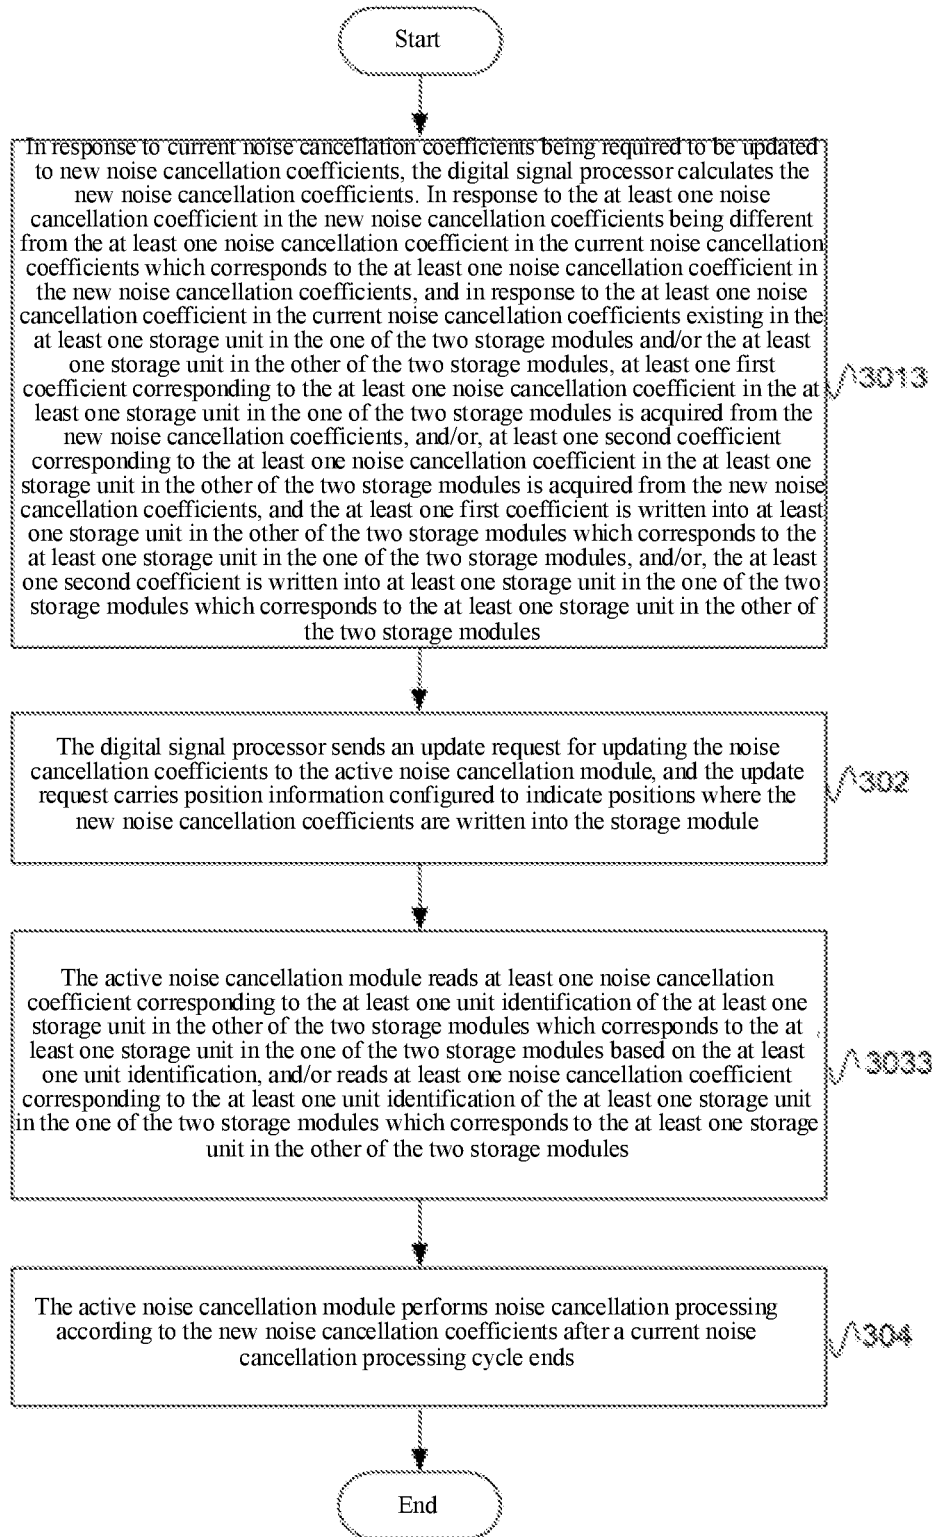 Start
In response to current noise cancellation coefficients being required to be updated
to new noise cancellation coefficients, the digital signal processor calculates the
new noise cancellation coefficients. In response to the at least one noise
cancellation coefficient in the new noise cancellation coefficients being different
from the at least one noise cancellation coefficient in the current noise cancellation
coefficients which corresponds to the at least one noise cancellation coefficient in
the new noise cancellation coefficients, and in response to the at least one noise
cancellation coefficient in the current noise cancellation coefficients existing in the
at least one storage unit in the one of the two storage modules and/or the at least
one storage unit in the other of the two storage modules, at least one first
coefficient corresponding to the at least one noise cancellation coefficient in the at
least one storage unit in the one of the two storage modules is acquired from the
new noise cancellation coefficients, and/or, at least one second coefficient
corresponding to the at least one noise cancellation coefficient in the at least one
storage unit in the other of the two storage modules is acquired from the new noise
cancellation coefficients, and the at least one first coefficient is written into at least
one storage unit in the other of the two storage modules which corresponds to the
at least one storage unit in the one of the two storage modules, and/or, the at least
one second coefficient is written into at least one storage unit in the one of the two
storage modules which corresponds to the at least one storage unit in the other of
the two storage modules
3013
The digital signal processor sends an update request for updating the noise
cancellation coefficients to the active noise cancellation module, and the update
request carries position information configured to indicate positions where the
new noise cancellation coefficients are written into the storage module
302
The active noise cancellation module reads at least one noise cancellation
coefficient corresponding to the at least one unit identification of the at least one
storage unit in the other of the two storage modules which corresponds to the at
least one storage unit in the one of the two storage modules based on the at least
one unit identification, and/or reads at least one noise cancellation coefficient
corresponding to the at least one unit identification of the at least one storage unit
in the one of the two storage modules which corresponds to the at least one storage
unit in the other of the two storage modules
3033
The active noise cancellation module performs noise cancellation processing
according to the new noise cancellation coefficients after a current noise
cancellation processing cycle ends
304
End